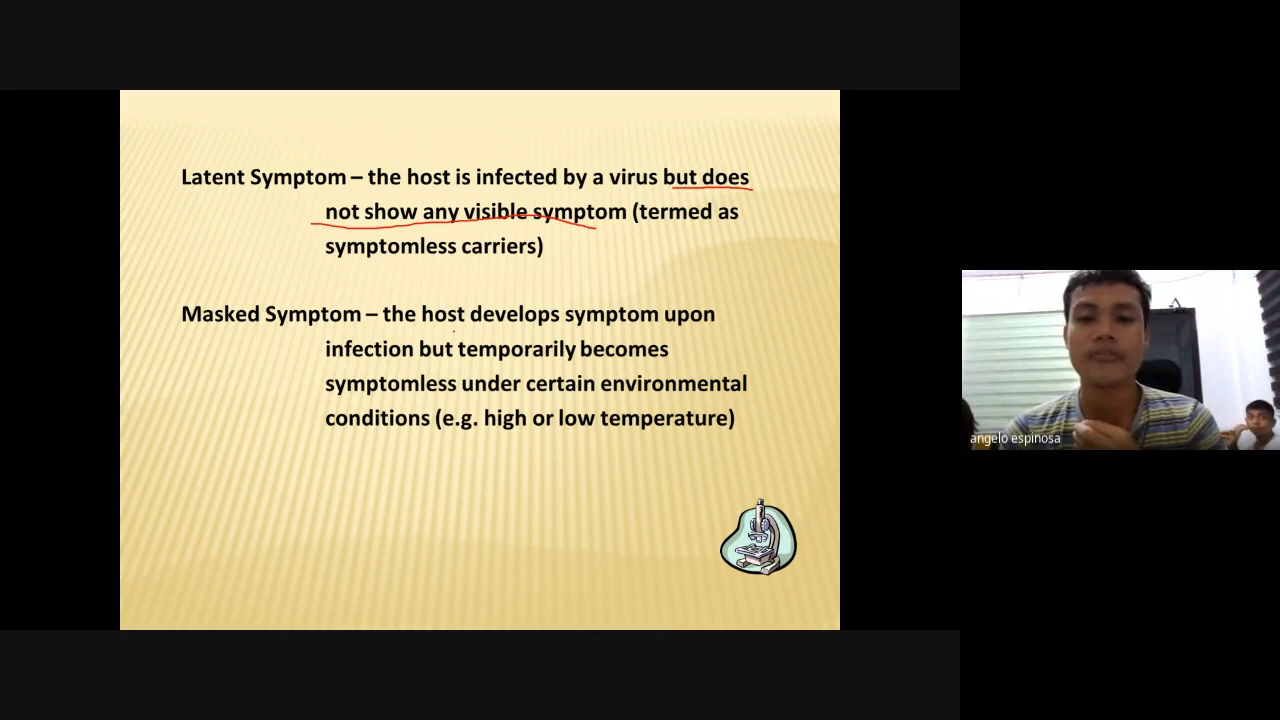 Latent Symptom – the host is infected by a virus but does
not show any visible symptom (termed as
symptomless carriers)
Masked Symptom – the host develops symptom upon
infection but temporarily becomes
symptomless under certain environmental
conditions (e.g. high or low temperature)
angelo espinosa